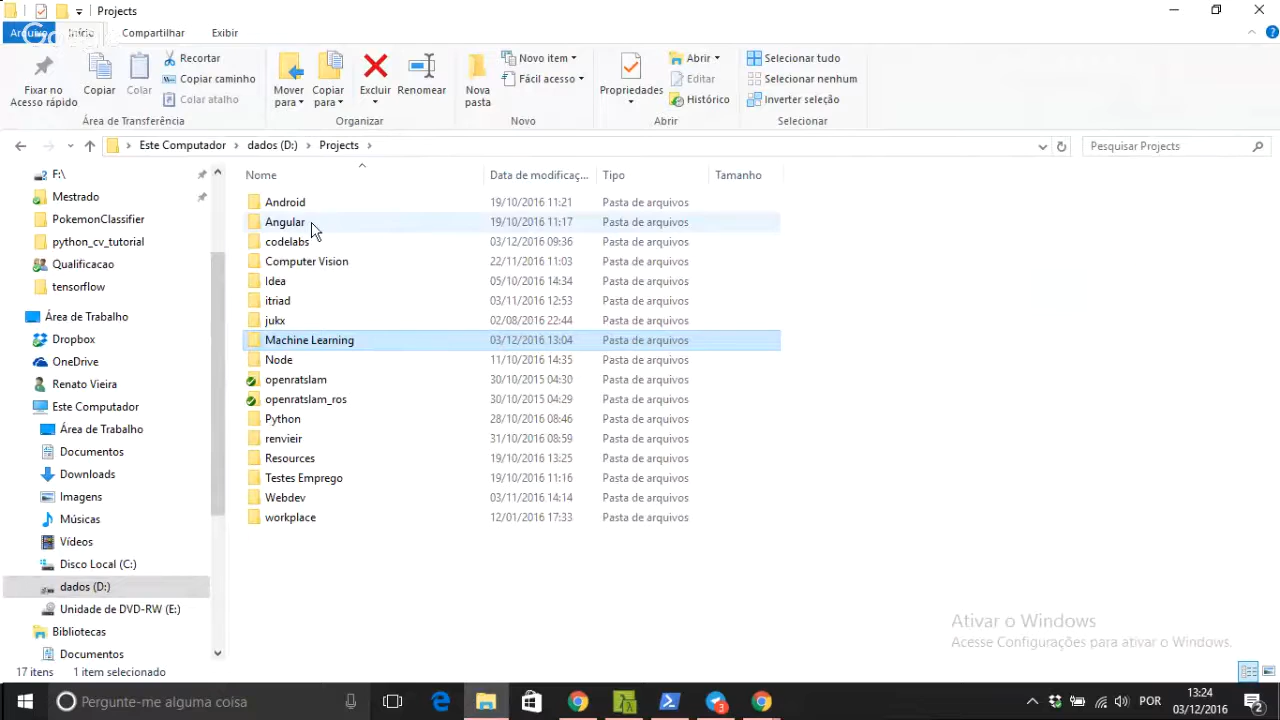 Projects
Arquivo Início Compartilhar Exibir
Fixar no Acesso rápido
Copiar
Colar
Recortar
Copiar caminho
Colar atalho
Área de Transferência
Mover para
Copiar para
Excluir
Renomear
Organizar
Nova pasta
Novo item
Fácil acesso
Novo
Propriedades
Abrir
Editar
Histórico
Abrir
Selecionar tudo
Selecionar nenhum
Inverter seleção
Selecionar
Este Computador > dados (D:) > Projects >
Pesquisar Projects
F:\
Mestrado
PokemonClassifier
python_cv_tutorial
Qualificacao
tensorflow
Área de Trabalho
Dropbox
OneDrive
Renato Vieira
Este Computador
Área de Trabalho
Documentos
Downloads
Imagens
Músicas
Vídeos
Disco Local (C:)
dados (D:)
Unidade de DVD-RW (E:)
Bibliotecas
Documentos
Nome Data de modificaç... Tipo Tamanho
Android 19/10/2016 11:21 Pasta de arquivos
Angular 19/10/2016 11:17 Pasta de arquivos
codelabs 03/12/2016 09:36 Pasta de arquivos
Computer Vision 22/11/2016 11:03 Pasta de arquivos
Idea 05/10/2016 14:34 Pasta de arquivos
itriad 03/11/2016 12:53 Pasta de arquivos
jukx 02/08/2016 22:44 Pasta de arquivos
Machine Learning 03/12/2016 13:04 Pasta de arquivos
Node 11/10/2016 14:35 Pasta de arquivos
openratslam 30/10/2015 04:30 Pasta de arquivos
openratslam_ros 30/10/2015 04:29 Pasta de arquivos
Python 28/10/2016 08:46 Pasta de arquivos
renvieir 31/10/2016 08:59 Pasta de arquivos
Resources 19/10/2016 13:25 Pasta de arquivos
Testes Emprego 19/10/2016 11:16 Pasta de arquivos
Webdev 03/11/2016 14:14 Pasta de arquivos
workplace 12/01/2016 17:33 Pasta de arquivos
Ativar o Windows
Acesse Configurações para ativar o Windows.
17 itens 1 item selecionado
Pergunte-me alguma coisa
3
POR
13:24
03/12/2016
2